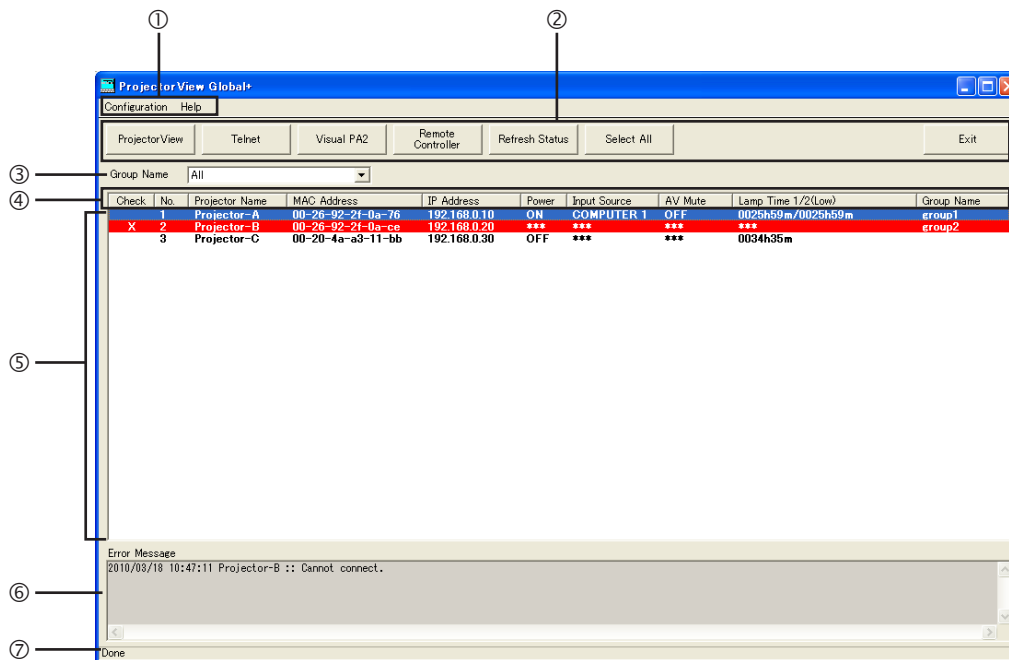 ① ②
ProjectorView Global+
Configuration Help
ProjectorView Telnet Visual PA2 Remote Controller Refresh Status Select All Exit
③ Group Name All
④ Check No. Projector Name MAC Address IP Address Power Input Source AV Mute Lamp Time 1/2(Low) Group Name
1 Projector-A 00-26-92-2f-0a-76 192.168.0.10 ON COMPUTER 1 OFF 0025h59m/0025h59m group1
X 2 Projector-B 00-26-92-2f-0a-ce 192.168.0.20 *** *** *** *** group2
3 Projector-C 00-20-4a-a3-11-bb 192.168.0.30 OFF *** *** 0034h35m
⑤
Error Message
2010/03/18 10:47:11 Projector-B :: Cannot connect.
⑥
⑦ Done